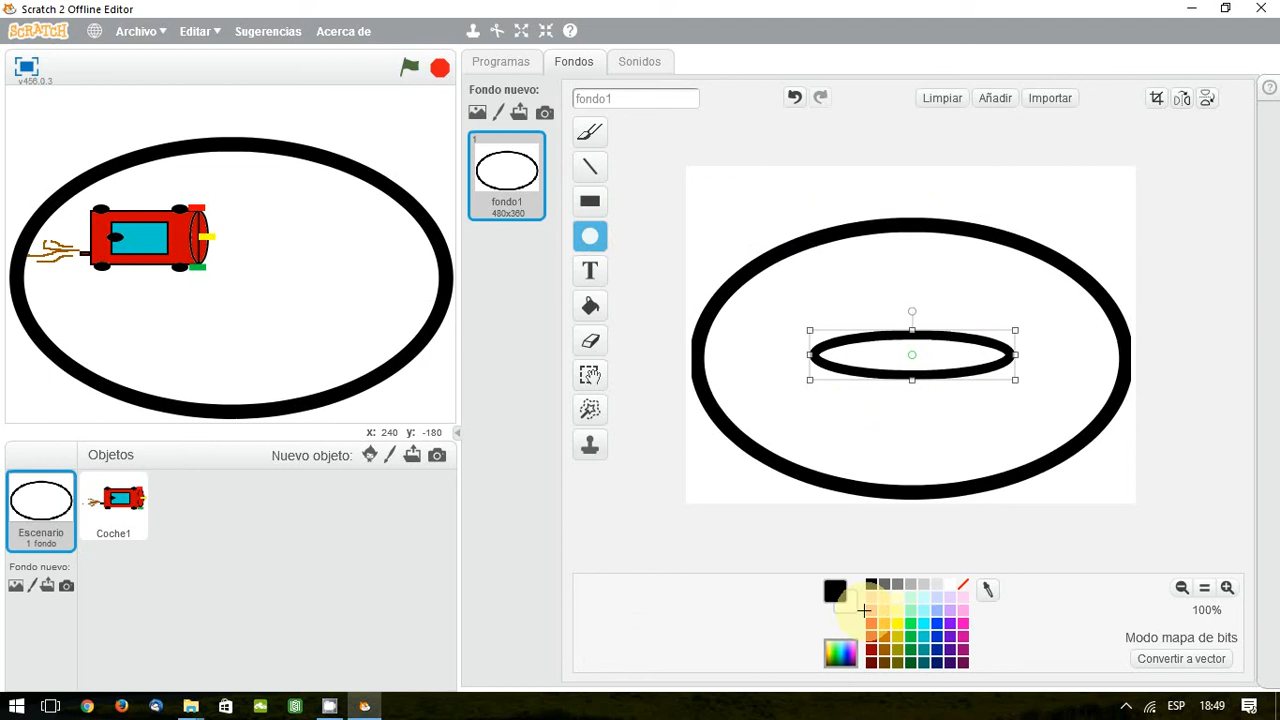 Scratch 2 Offline Editor
SCRATCH
Archivo
Editar
Sugerencias
Acerca de
v456.0.3
Programas
Fondos
Sonidos
Fondo nuevo:
1
fondo1
480x360
fondo1
Limpiar
Añadir
Importar
T
x: 240 y: -180
Objetos
Nuevo objeto:
Escenario
1 fondo
Coche1
Fondo nuevo:
100%
Modo mapa de bits
Convertir a vector
ESP
18:49